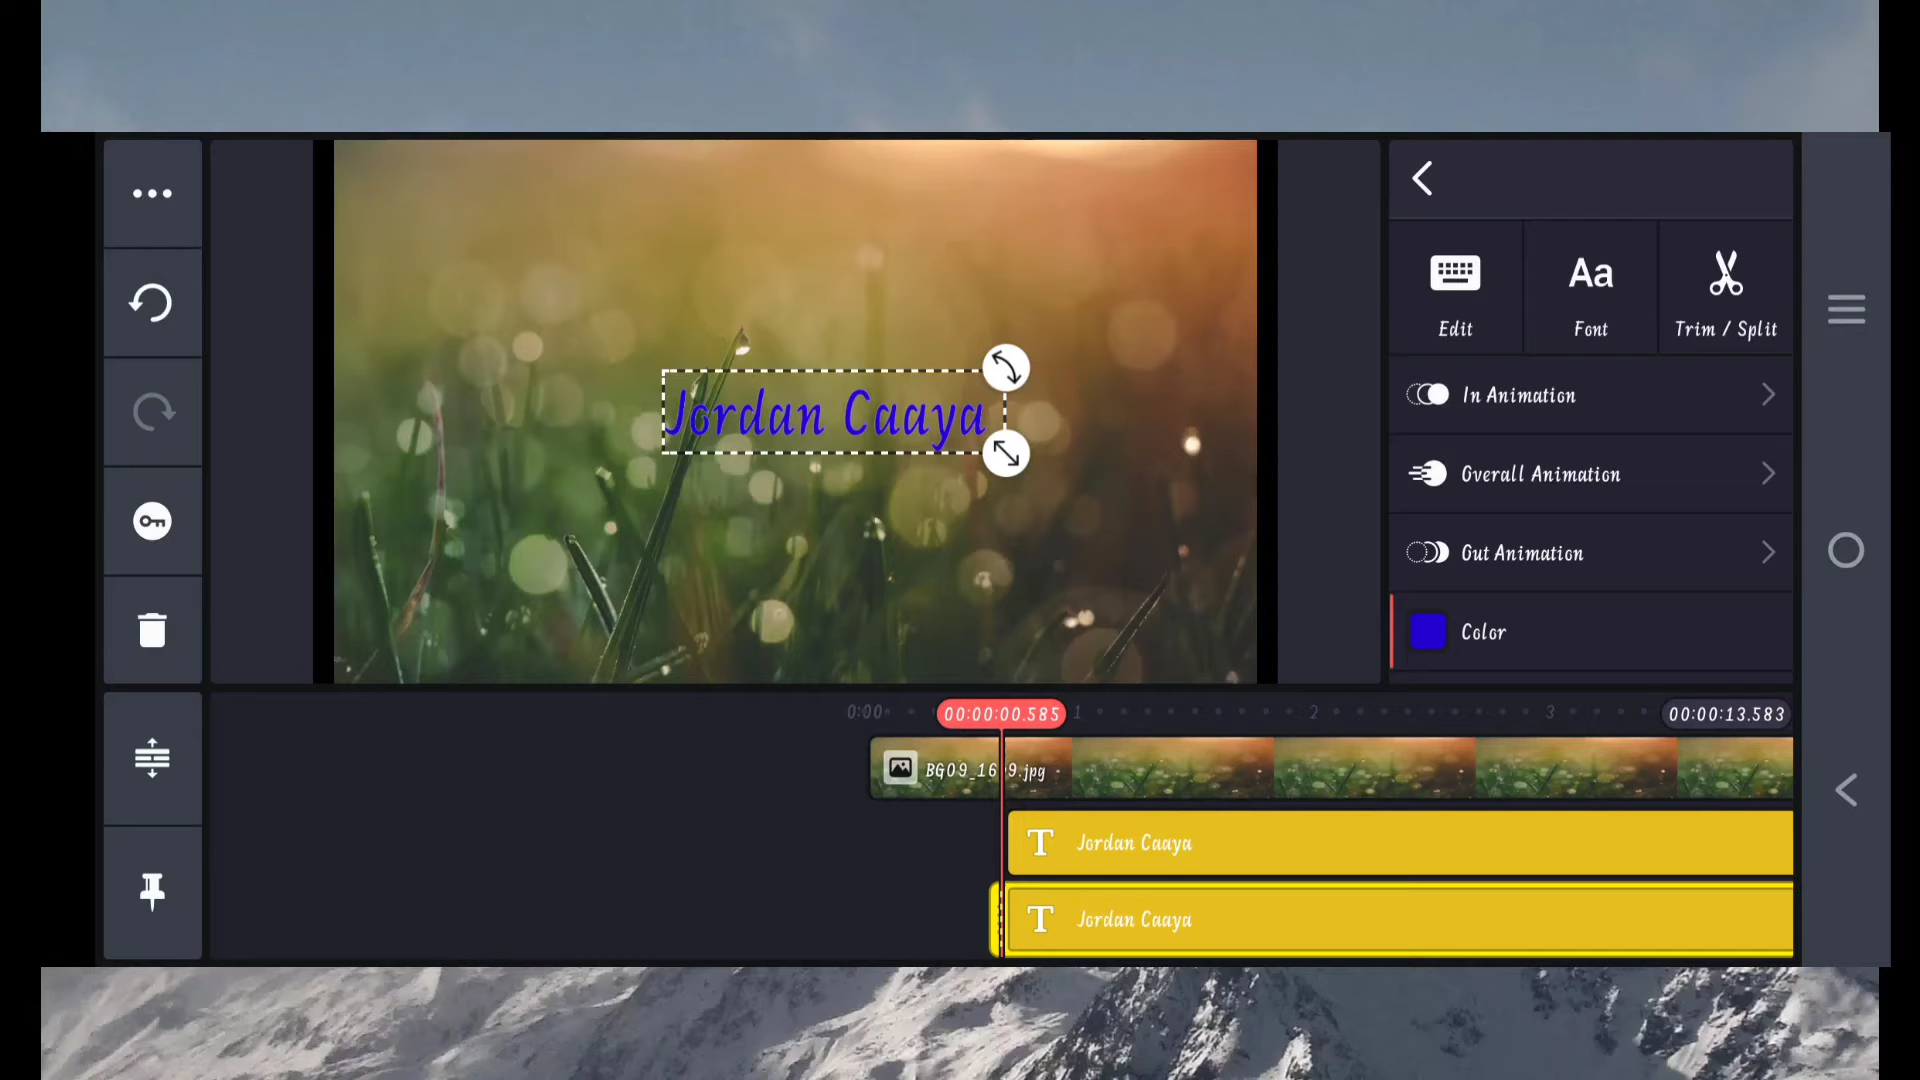 Jordan Caaya
Edit
Aa
Font
Trim / Split
In Animation
Overall Animation
Out Animation
Color
0:00
00:00:00.585
1
2
3
00:00:13.583
BG09_16
9.jpg
T Jordan Caaya
T Jordan Caaya